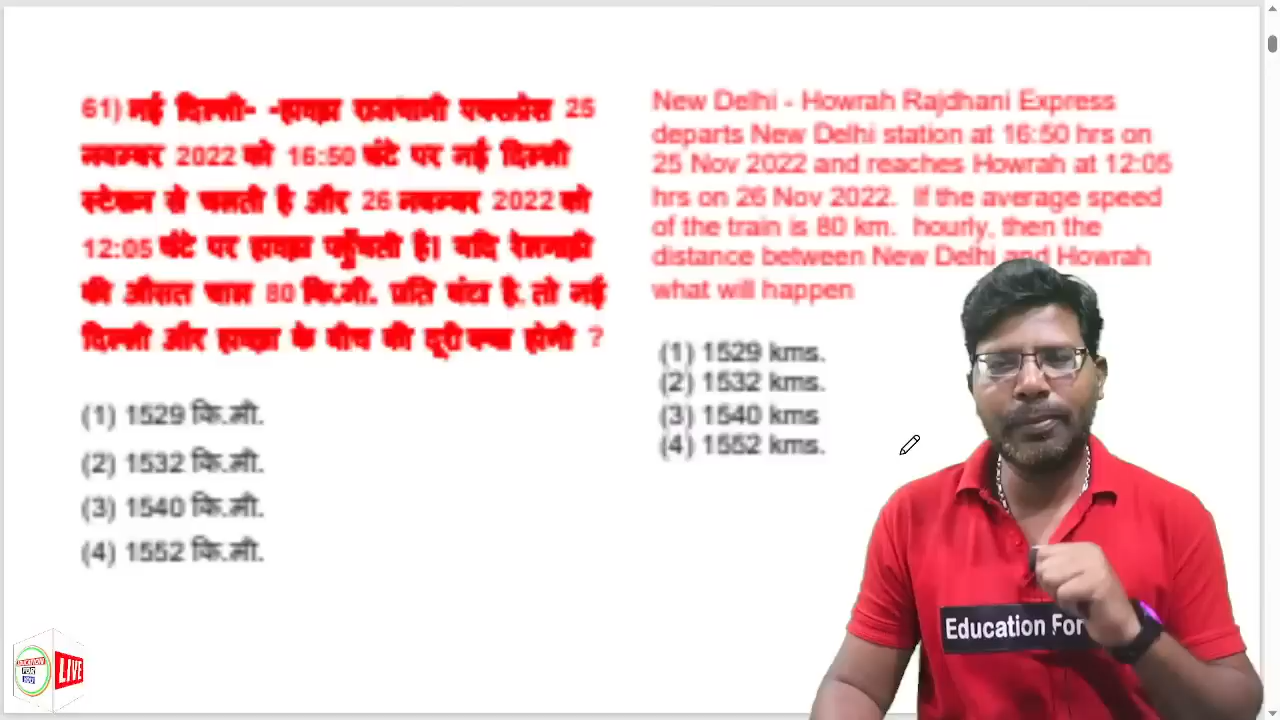 61) नई दिल्ली- -हावड़ा राजधानी एक्सप्रेस 25
नवम्बर 2022 को 16:50 घंटे पर नई दिल्ली
स्टेशन से चलती है और 26 नवम्बर 2022 को
12:05 घंटे पर हावड़ा पहुँचती है। यदि रेलगाड़ी
की औसत चाल 80 कि.मी. प्रति घंटा है. तो नई
दिल्ली और हावड़ा के बीच की दूरी क्या होगी ?
(1) 1529 कि.मी.
(2) 1532 कि.मी.
(3) 1540 कि.मी.
(4) 1552 कि.मी.
New Delhi - Howrah Rajdhani Express
departs New Delhi station at 16:50 hrs on
25 Nov 2022 and reaches Howrah at 12:05
hrs on 26 Nov 2022. If the average speed
of the train is 80 km. hourly, then the
distance between New Delhi and Howrah
what will happen
(1) 1529 kms.
(2) 1532 kms.
(3) 1540 kms
(4) 1552 kms.
Education For
EDUCATION
FOR
LIVE